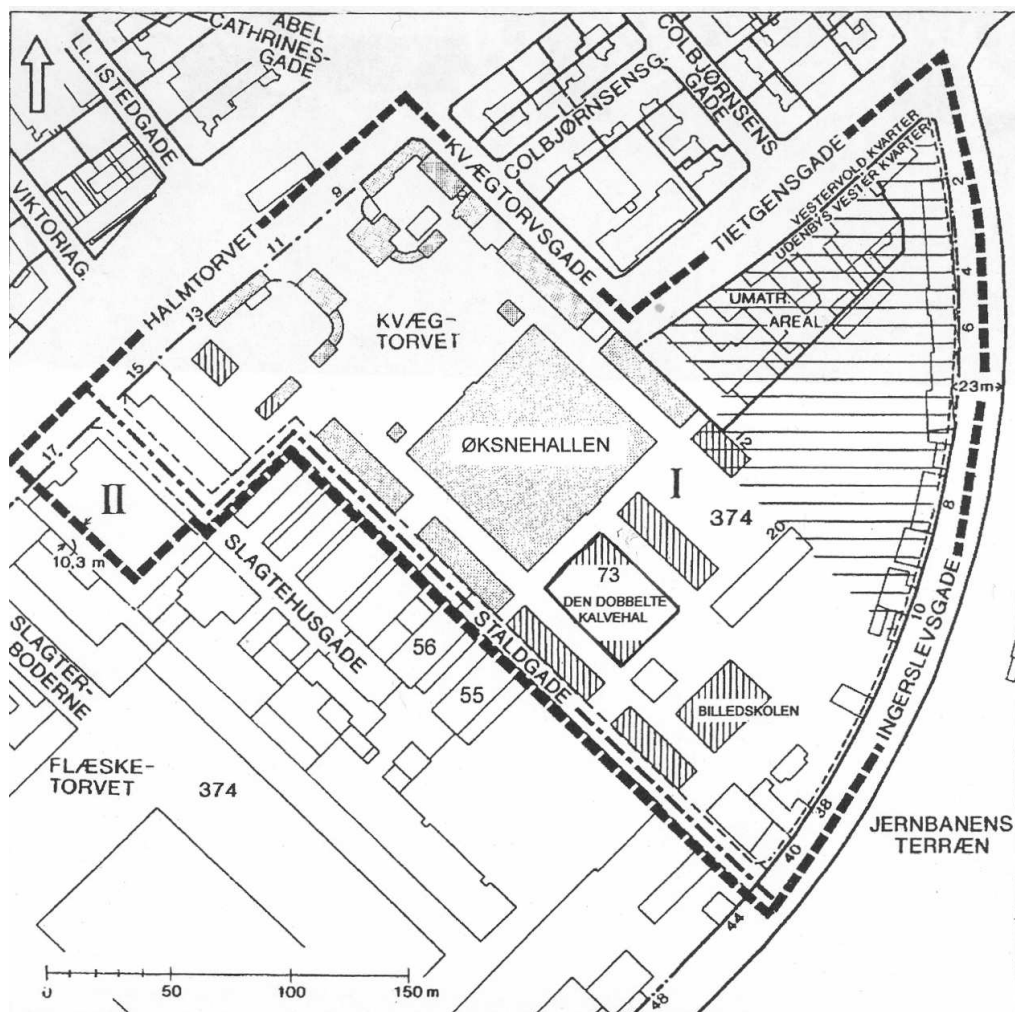 ABEL
CATHRINES-
GADE
LL. ISTEDGADE
VIKTORIAG.
COLBJØRNSENS
GADE
COLBJØRNSENSG.
KVÆGTORVSGADE
TIETGENSGADE
VESTERVOLD KVARTER
UDENBYS VESTER KVARTER
HALMTORVET
9
11
13
15
17
2
4
6
23m
KVÆG-
TORVET
UMATR.
AREAL
ØKSNEHALLEN
12
I
374
20
8
10
II
10,3 m
73
DEN DOBBELTE
KALVEHAL
SLAGTEHUSGADE
STALDGADE
56
55
BILLEDSKOLEN
INGERSLEVSGADE
SLAGTER-
BODERNE
FLÆSKE-
TORVET
374
38
40
44
48
JERNBANENS
TERRÆN
0 50 100 150 m